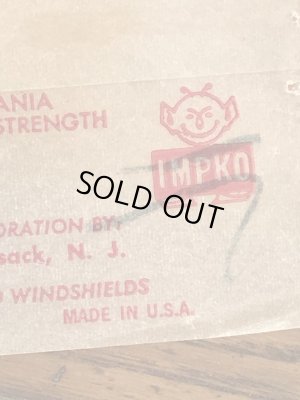 ANIA
STRENGTH
IMPKO
SOLD OUT
ORATION BY:
sack, N. J.
WINDSHIELDS
MADE IN U.S.A.